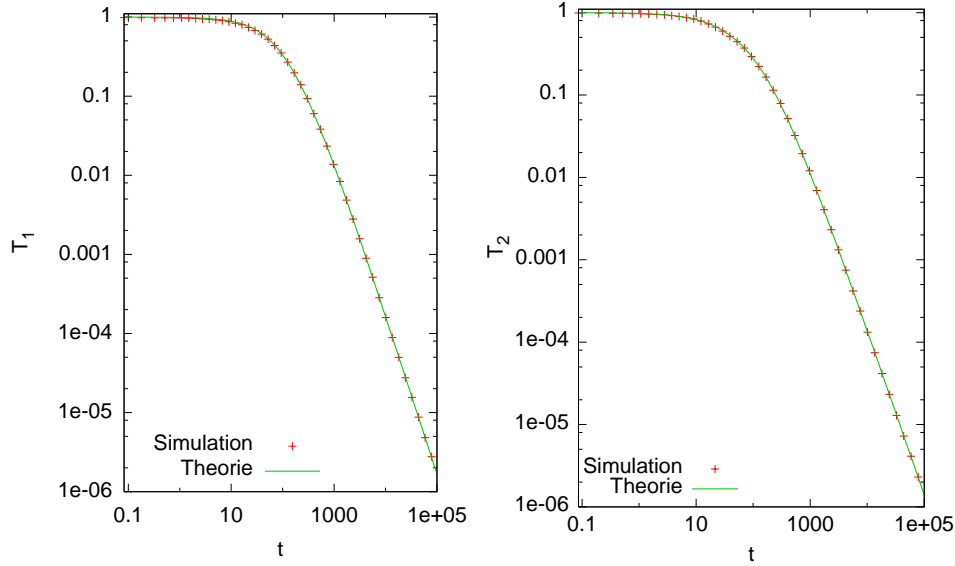 1
0.1
0.01
0.001
1e-04
1e-05
1e-06
T1
Simulation
Theorie
0.1 10 1000 1e+05
t
1
0.1
0.01
0.001
1e-04
1e-05
1e-06
T2
Simulation
Theorie
0.1 10 1000 1e+05
t